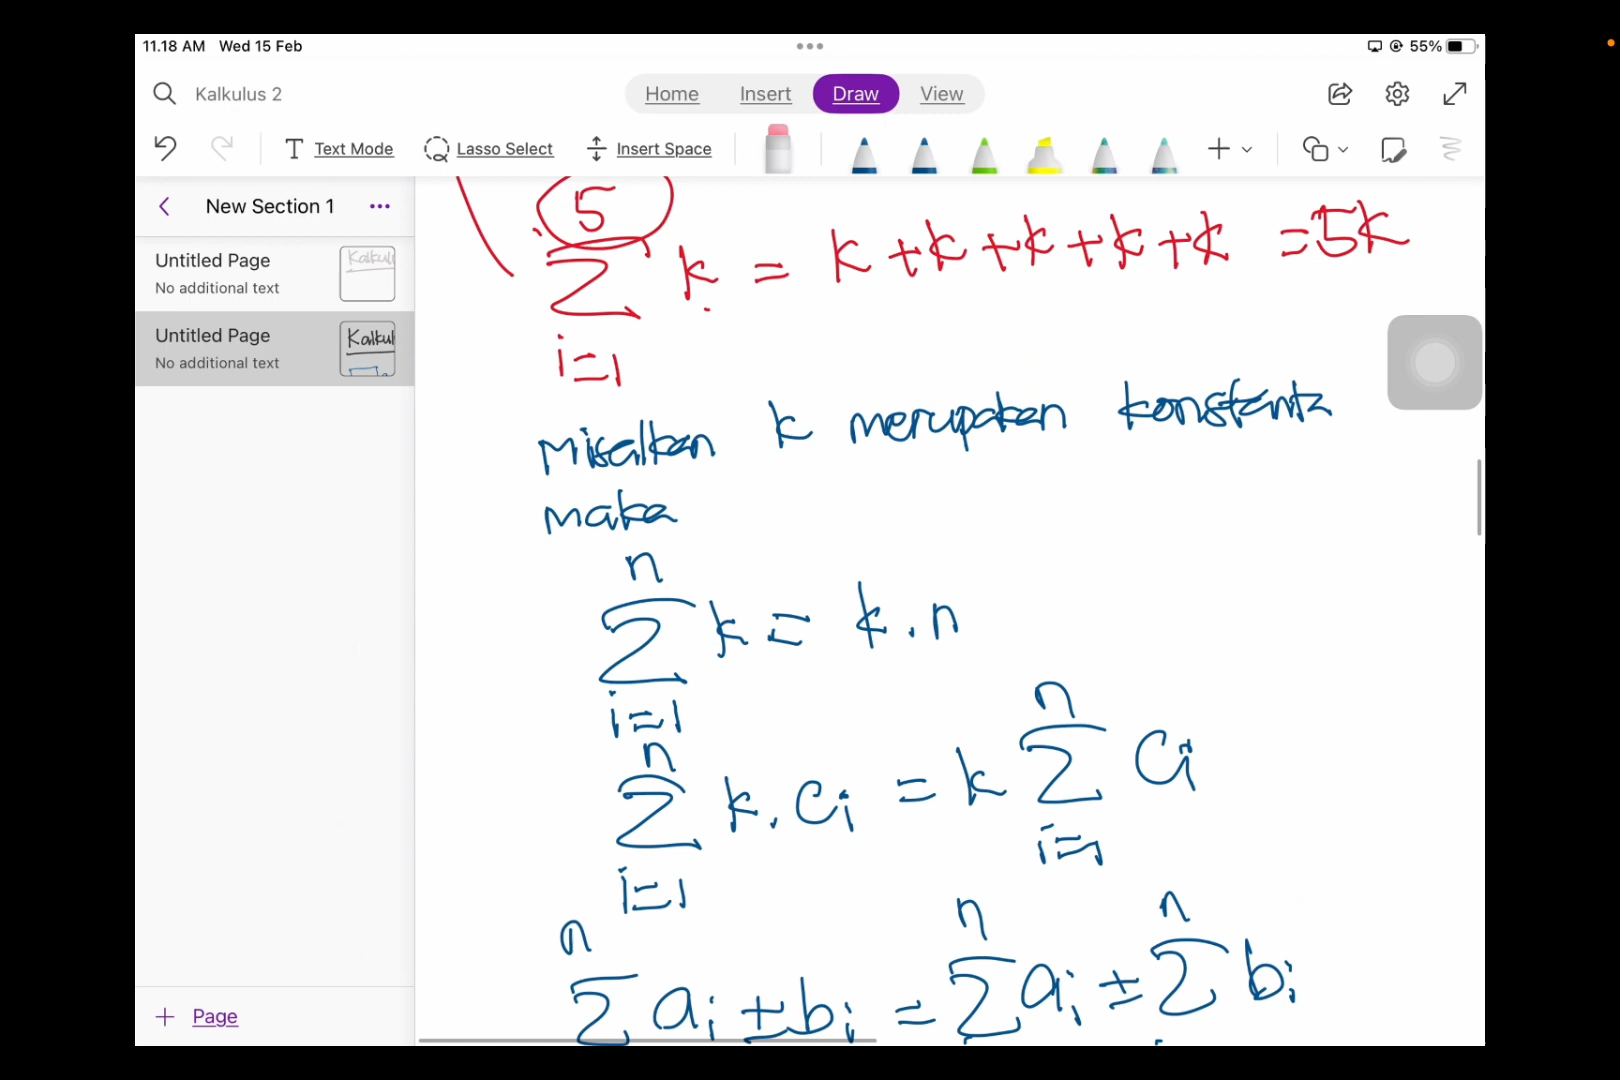 11.18 AM Wed 15 Feb
55%
Kalkulus 2
Home Insert Draw View
Text Mode Lasso Select Insert Space
New Section 1
Untitled Page
No additional text
Kalkul
Untitled Page
No additional text
Kalkul
+ Page
5
∑ k = k + k + k + k + k = 5k
i=1
Misalkan k merupakan konstanta
maka
n
∑ k = k . n
i=1
n n
∑ k . Ci = k ∑ Ci
i=1 i=1
n n n
∑ ai ± bi = ∑ ai ± ∑ bi